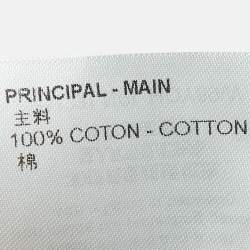 PRINCIPAL - MAIN
主料
100% COTON - COTTON
棉